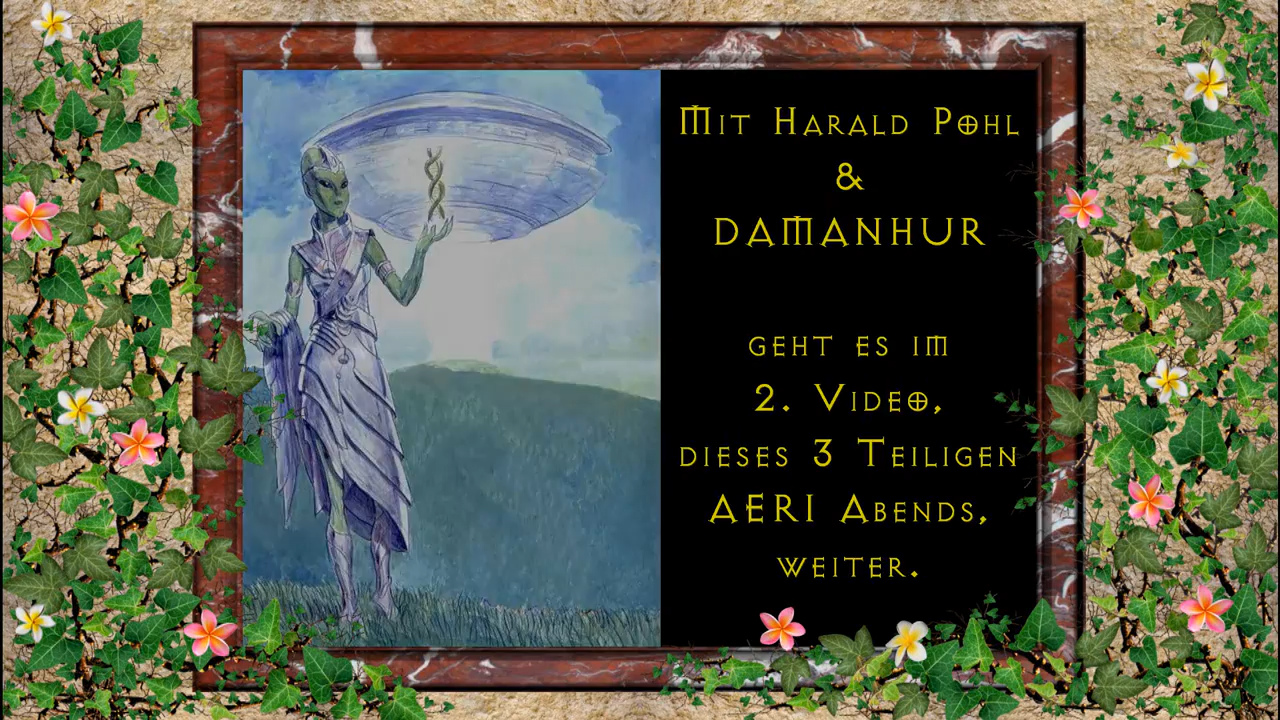 Mit Harald Pohl
&
DAMANHUR
geht es im
2. Video,
dieses 3 Teiligen
AERI Abends,
weiter.